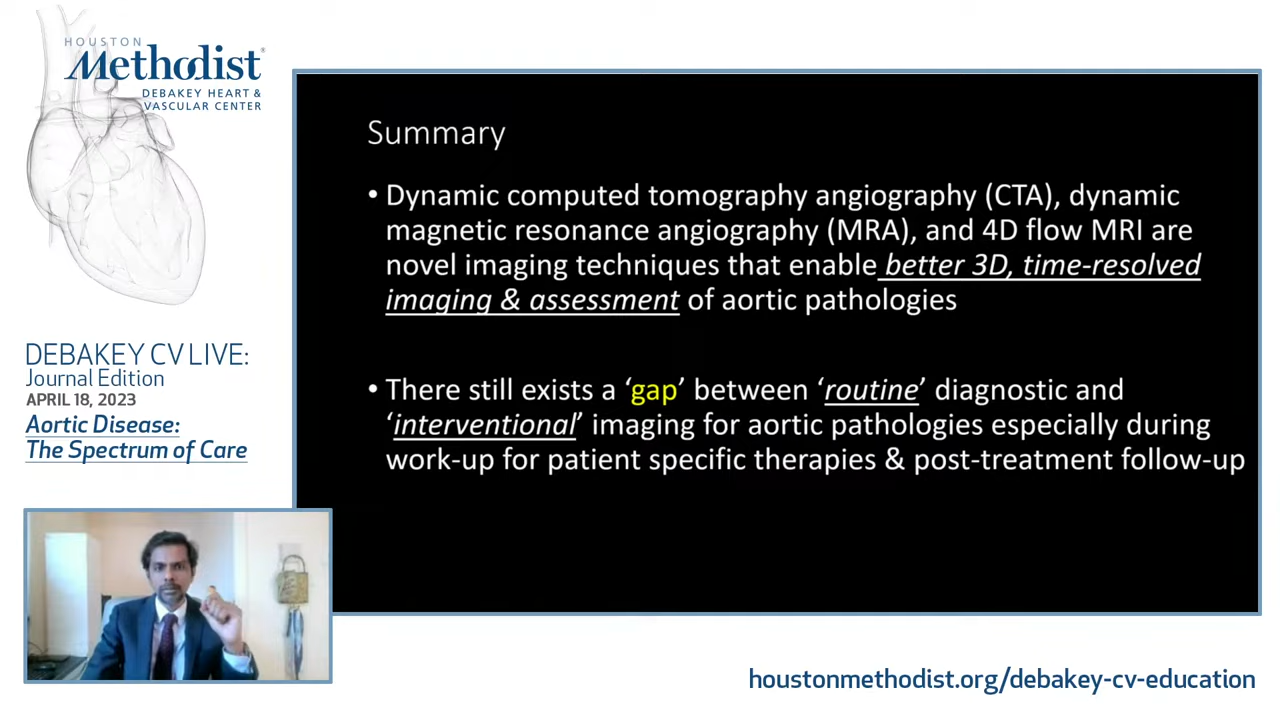 HOUSTON
Methodist®
DEBAKEY HEART &
VASCULAR CENTER
DEBAKEY CV LIVE:
Journal Edition
APRIL 18, 2023
Aortic Disease:
The Spectrum of Care
Summary
• Dynamic computed tomography angiography (CTA), dynamic
magnetic resonance angiography (MRA), and 4D flow MRI are
novel imaging techniques that enable better 3D, time-resolved
imaging & assessment of aortic pathologies
• There still exists a ‘gap’ between ‘routine’ diagnostic and
‘interventional’ imaging for aortic pathologies especially during
work-up for patient specific therapies & post-treatment follow-up
houstonmethodist.org/debakey-cv-education